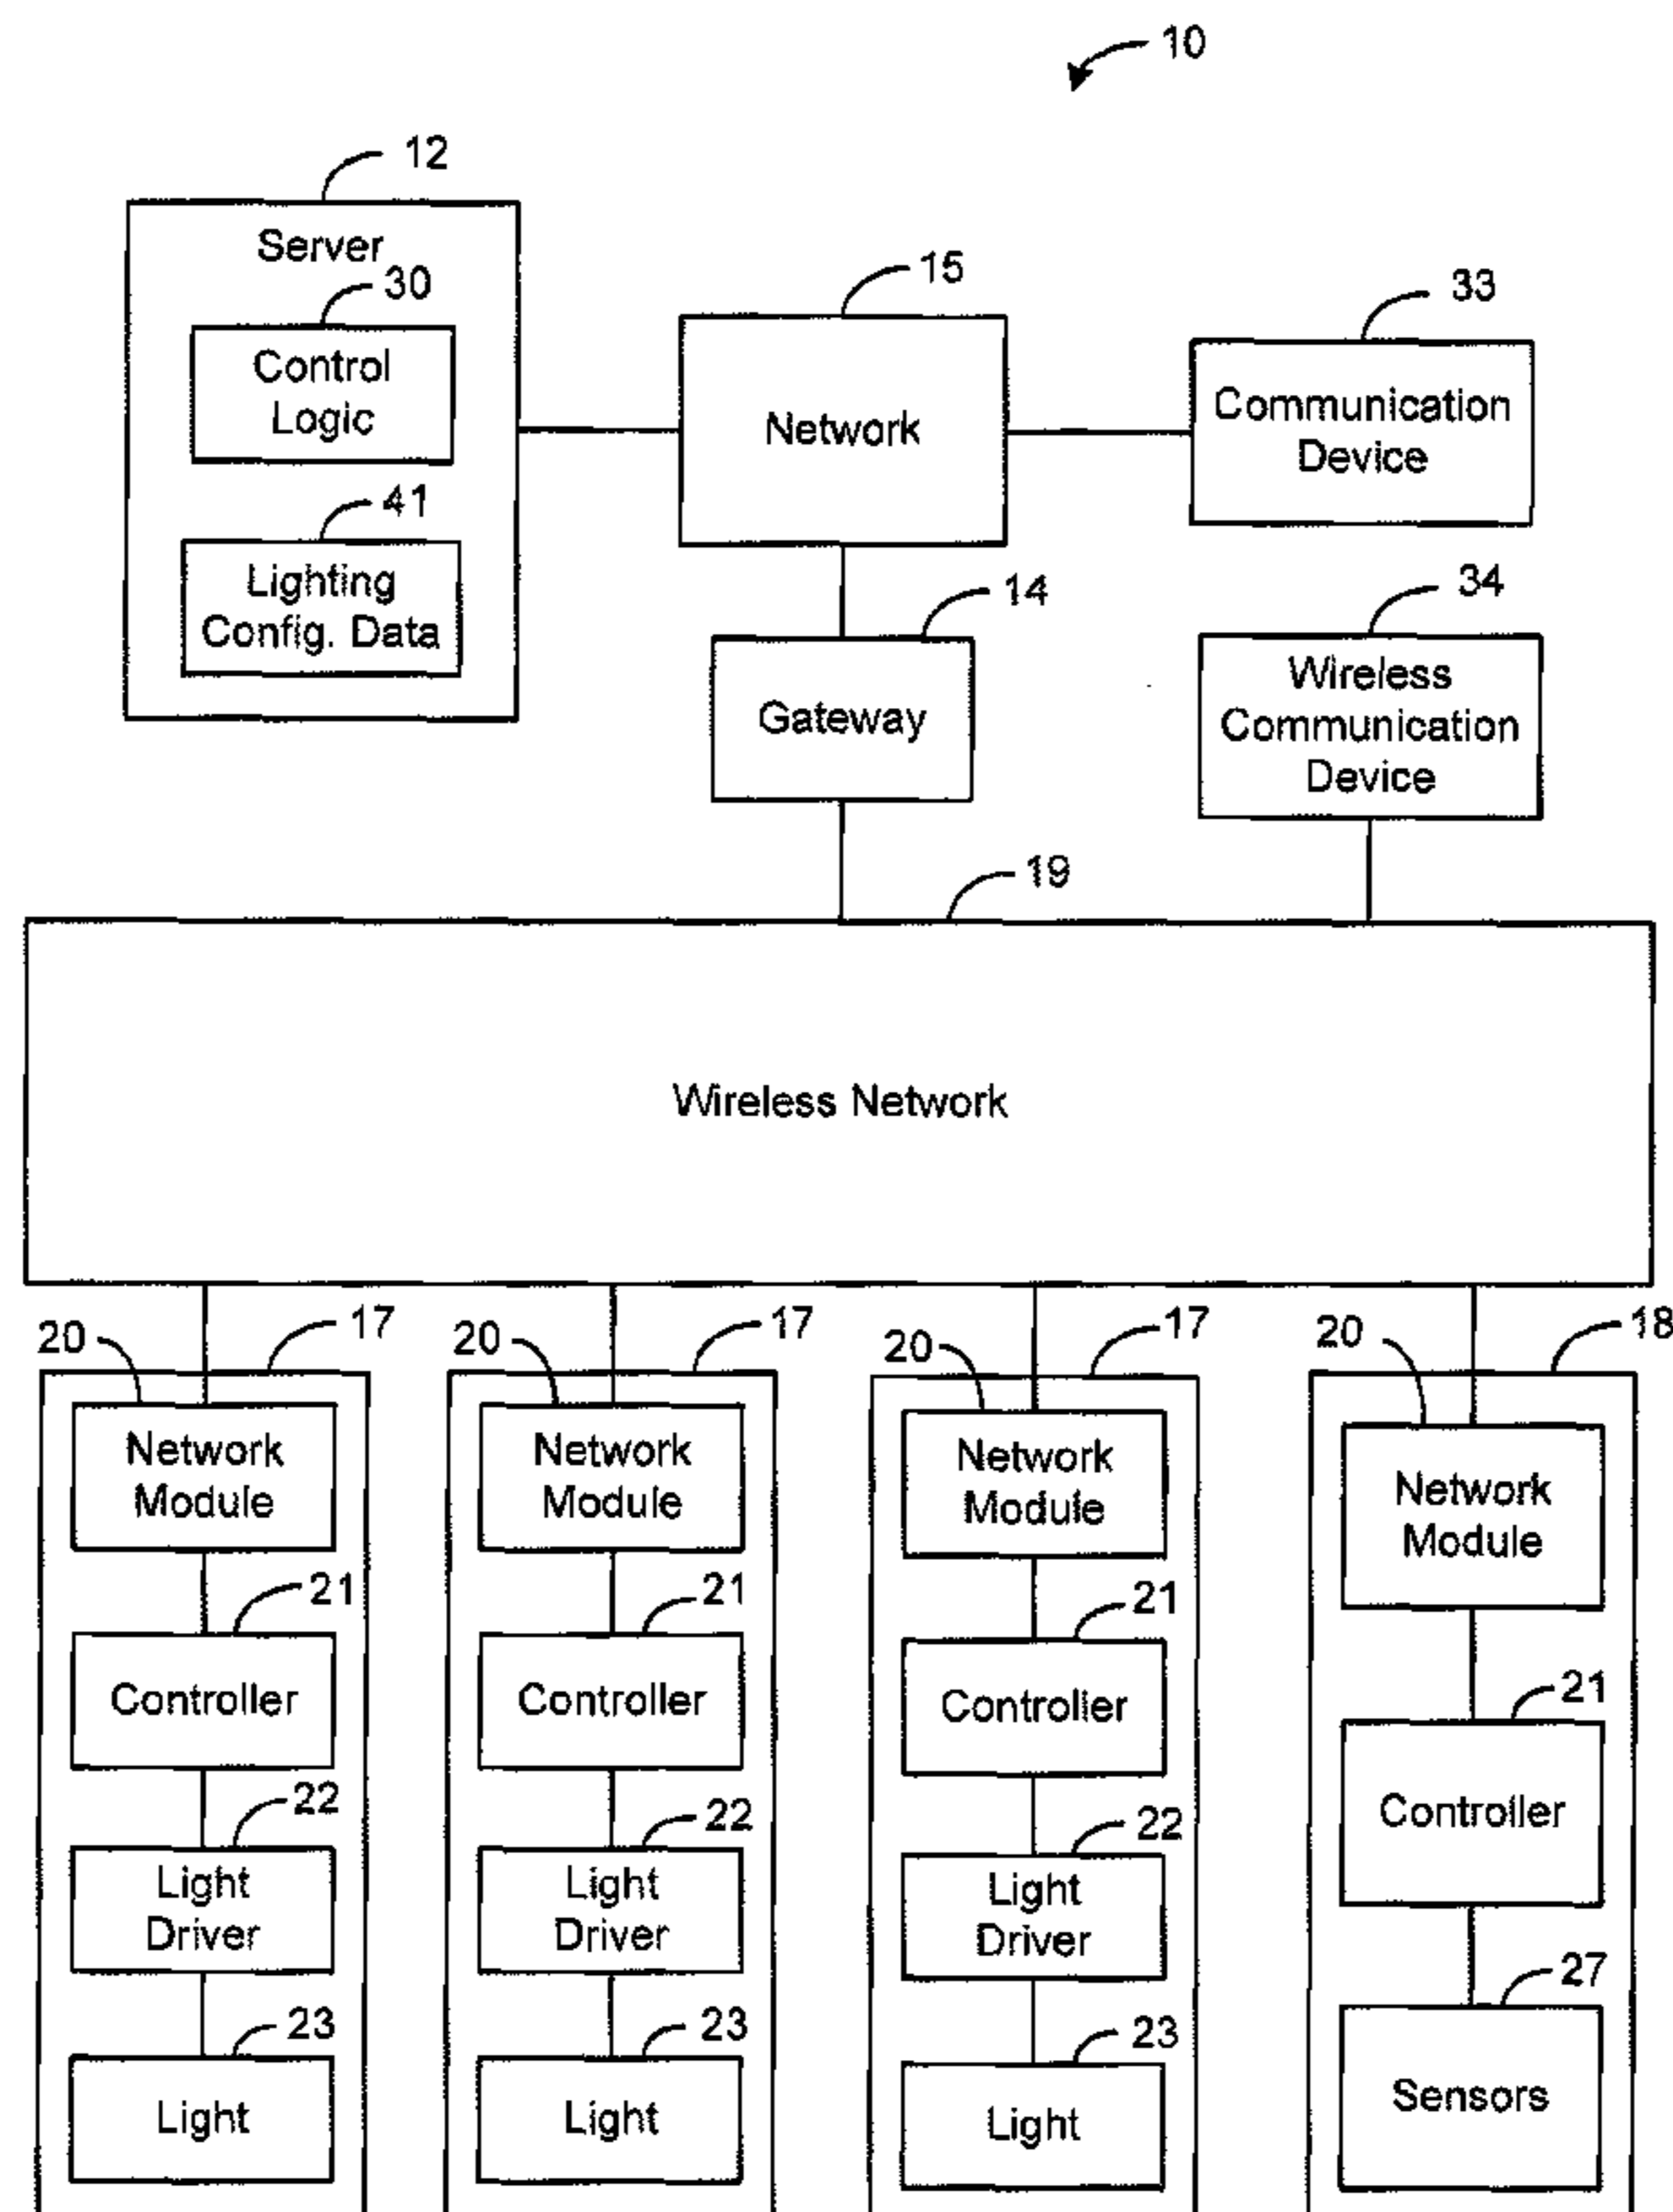 10
12
Server
30
Control
Logic
41
Lighting
Config. Data
15
Network
33
Communication
Device
14
Gateway
34
Wireless
Communication
Device
19
Wireless Network
20
17
Network
Module
21
Controller
22
Light
Driver
23
Light
20
17
Network
Module
21
Controller
22
Light
Driver
23
Light
20
17
Network
Module
21
Controller
22
Light
Driver
23
Light
20
18
Network
Module
21
Controller
27
Sensors